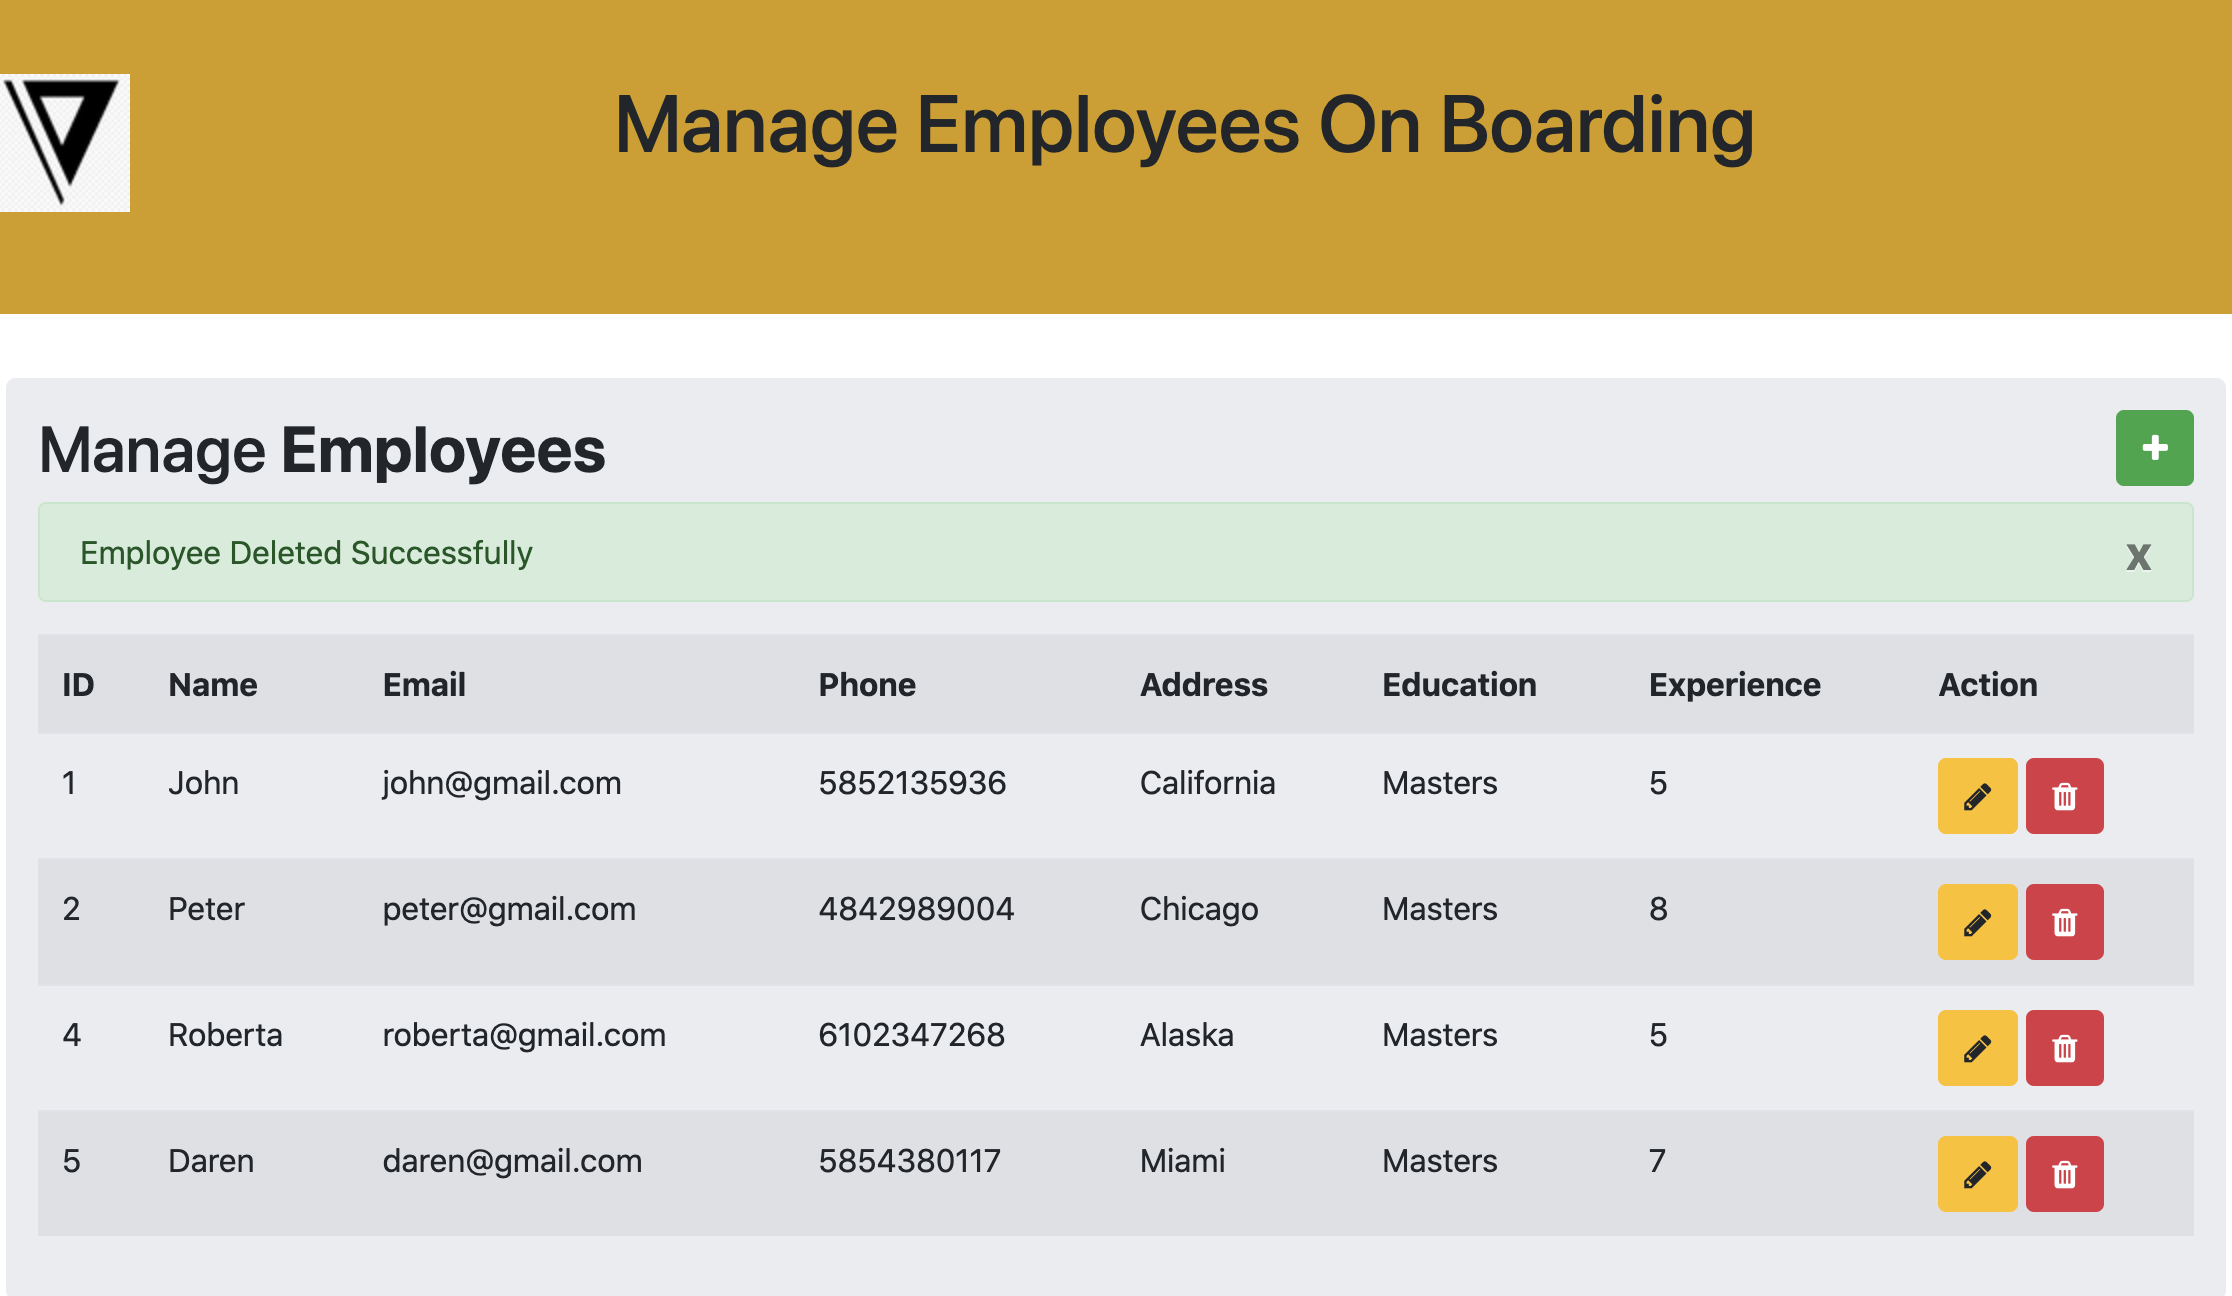 Manage Employees On Boarding
Manage Employees
Employee Deleted Successfully x
ID Name Email Phone Address Education Experience Action
1 John john@gmail.com 5852135936 California Masters 5
2 Peter peter@gmail.com 4842989004 Chicago Masters 8
4 Roberta roberta@gmail.com 6102347268 Alaska Masters 5
5 Daren daren@gmail.com 5854380117 Miami Masters 7